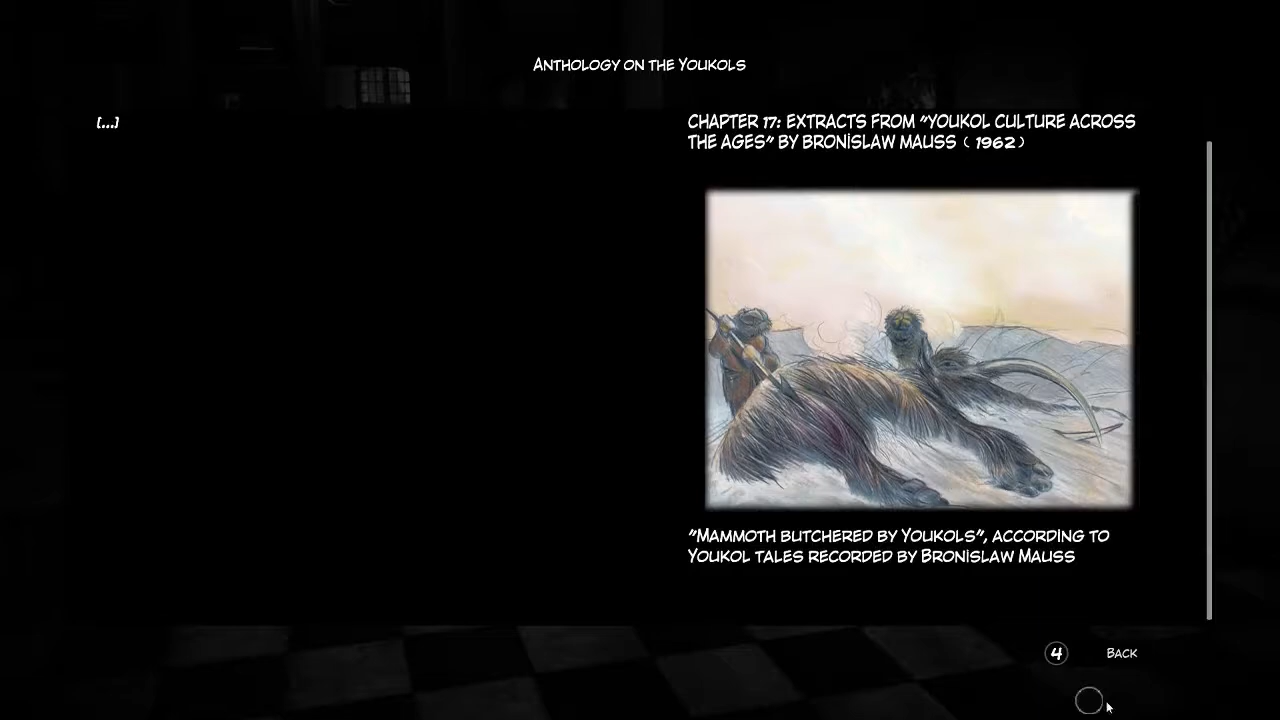 Anthology on the Youkols
[...]
CHAPTER 17: EXTRACTS FROM "YOUKOL CULTURE ACROSS
THE AGES" BY BRONISLAW MAUSS ( 1962 )
"Mammoth butchered by Youkols", according to
Youkol tales recorded by Bronislaw Mauss
4 Back